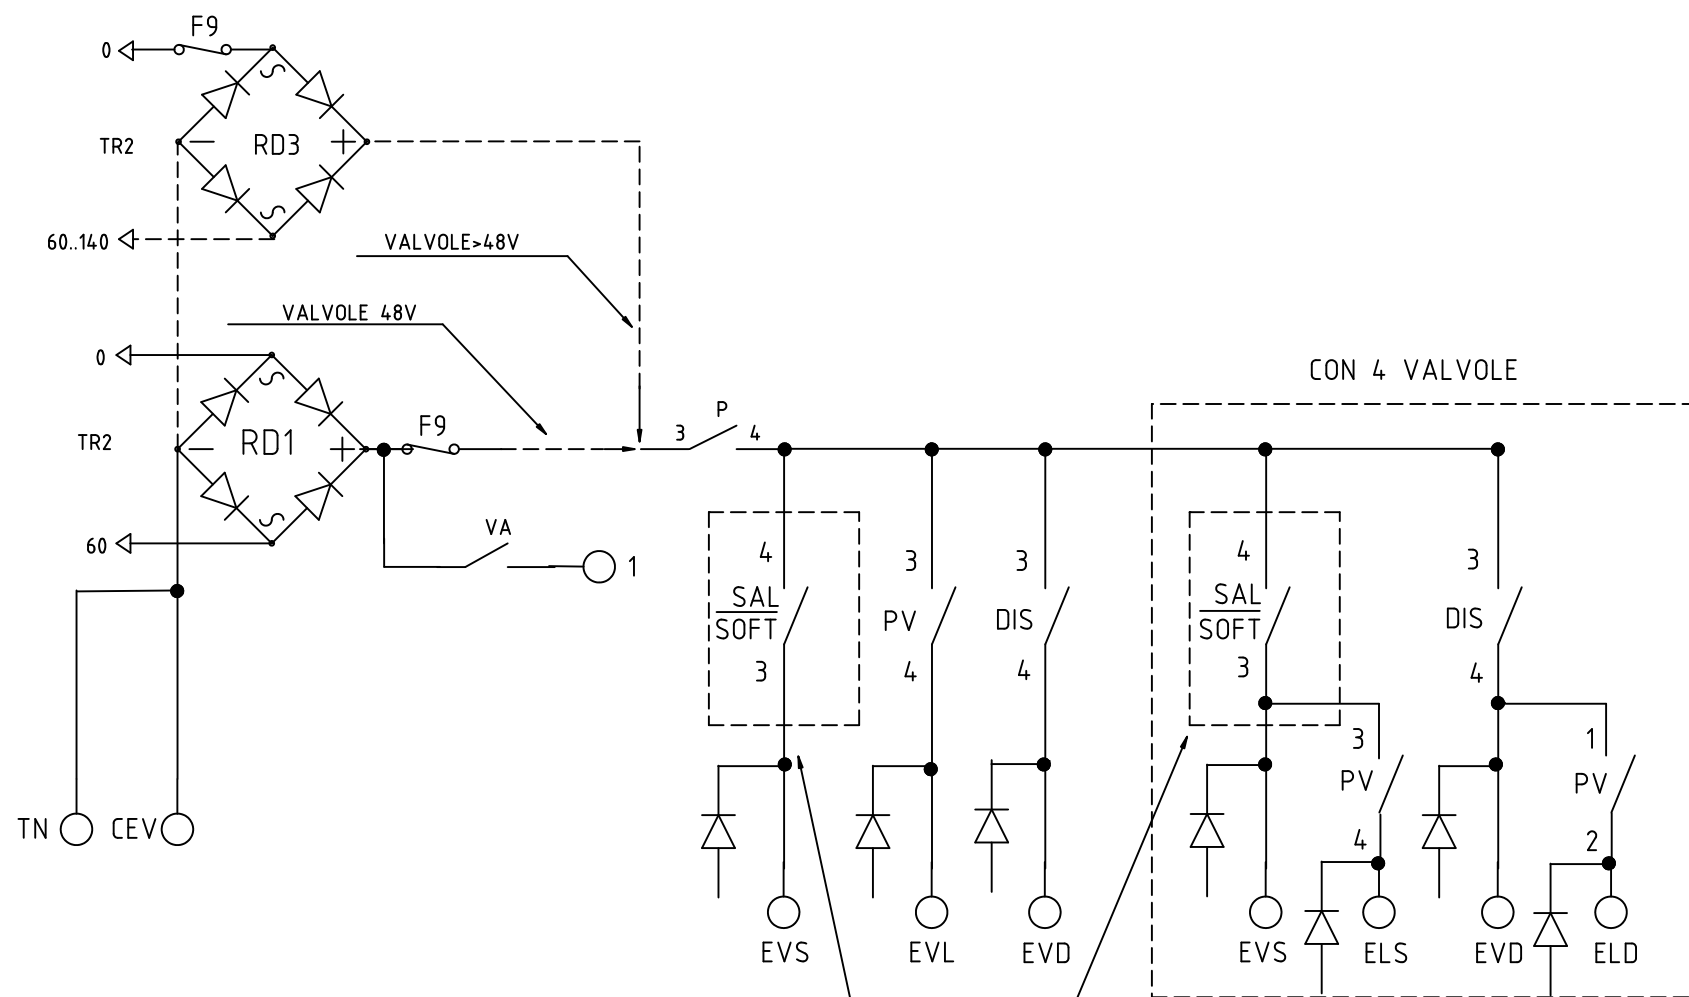 F9
0
TR2
RD3
60..140
VALVOLE>48V
VALVOLE 48V
0
TR2
RD1
F9
60
VA
1
3 P 4
CON 4 VALVOLE
4
SAL
SOFT
3
3
PV
4
3
DIS
4
4
SAL
SOFT
3
3
DIS
4
3
PV
4
1
PV
2
TN
CEV
EVS
EVL
EVD
EVS
ELS
EVD
ELD